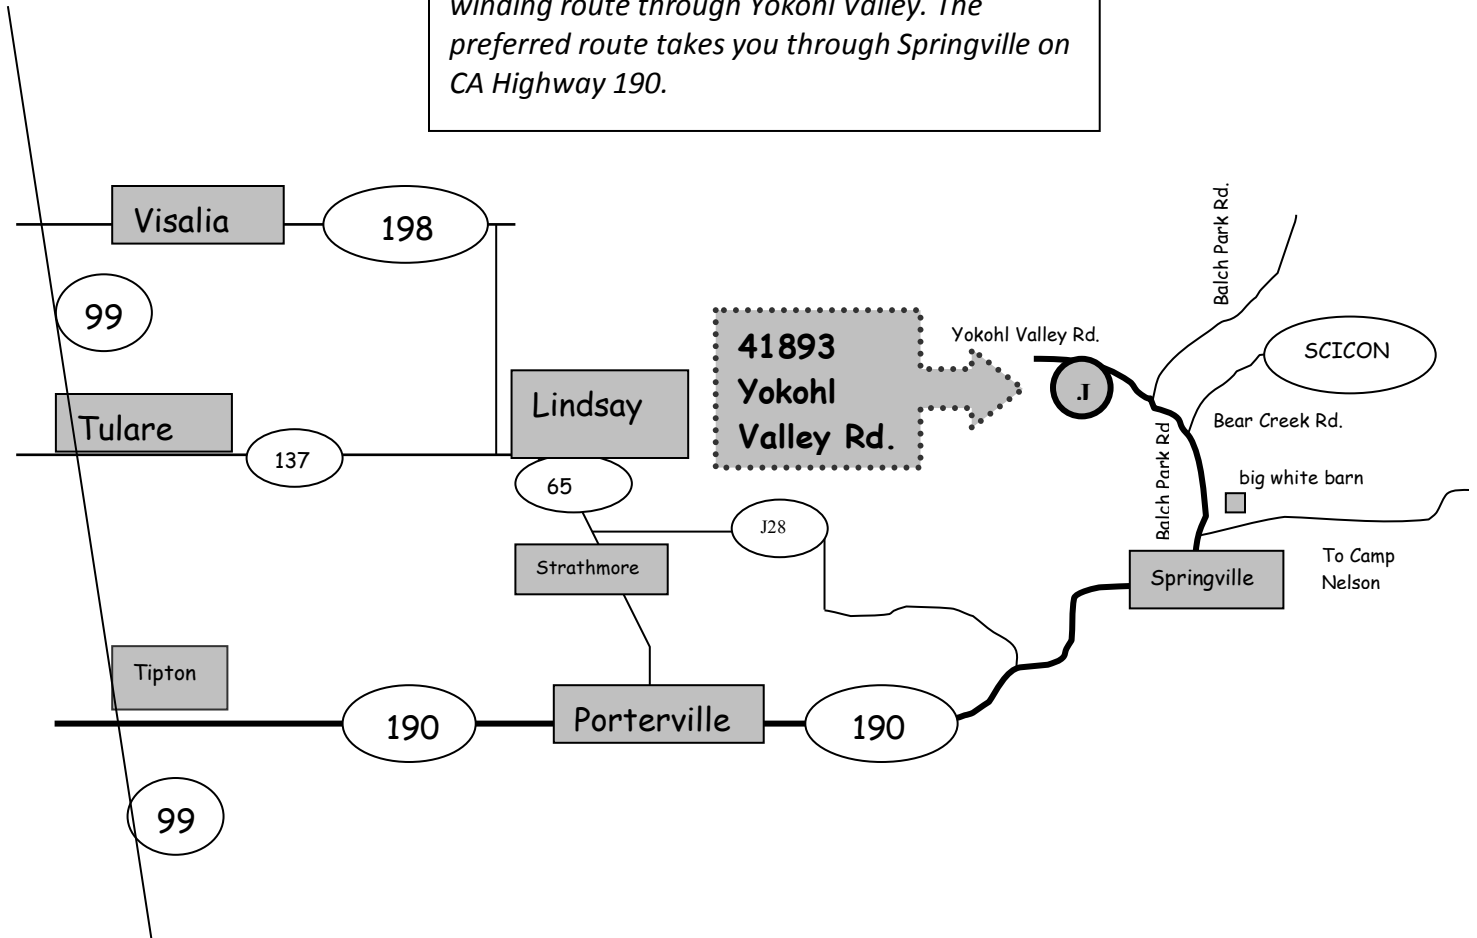 winding route through Yokohl Valley. The
preferred route takes you through Springville on
CA Highway 190.
Visalia
198
99
Balch Park Rd.
Yokohl Valley Rd.
SCICON
41893
Yokohl
Valley Rd.
J.
Lindsay
Tulare
137
65
Bear Creek Rd.
Balch Park Rd
big white barn
J28
Strathmore
Springville
To Camp
Nelson
Tipton
190
Porterville
190
99